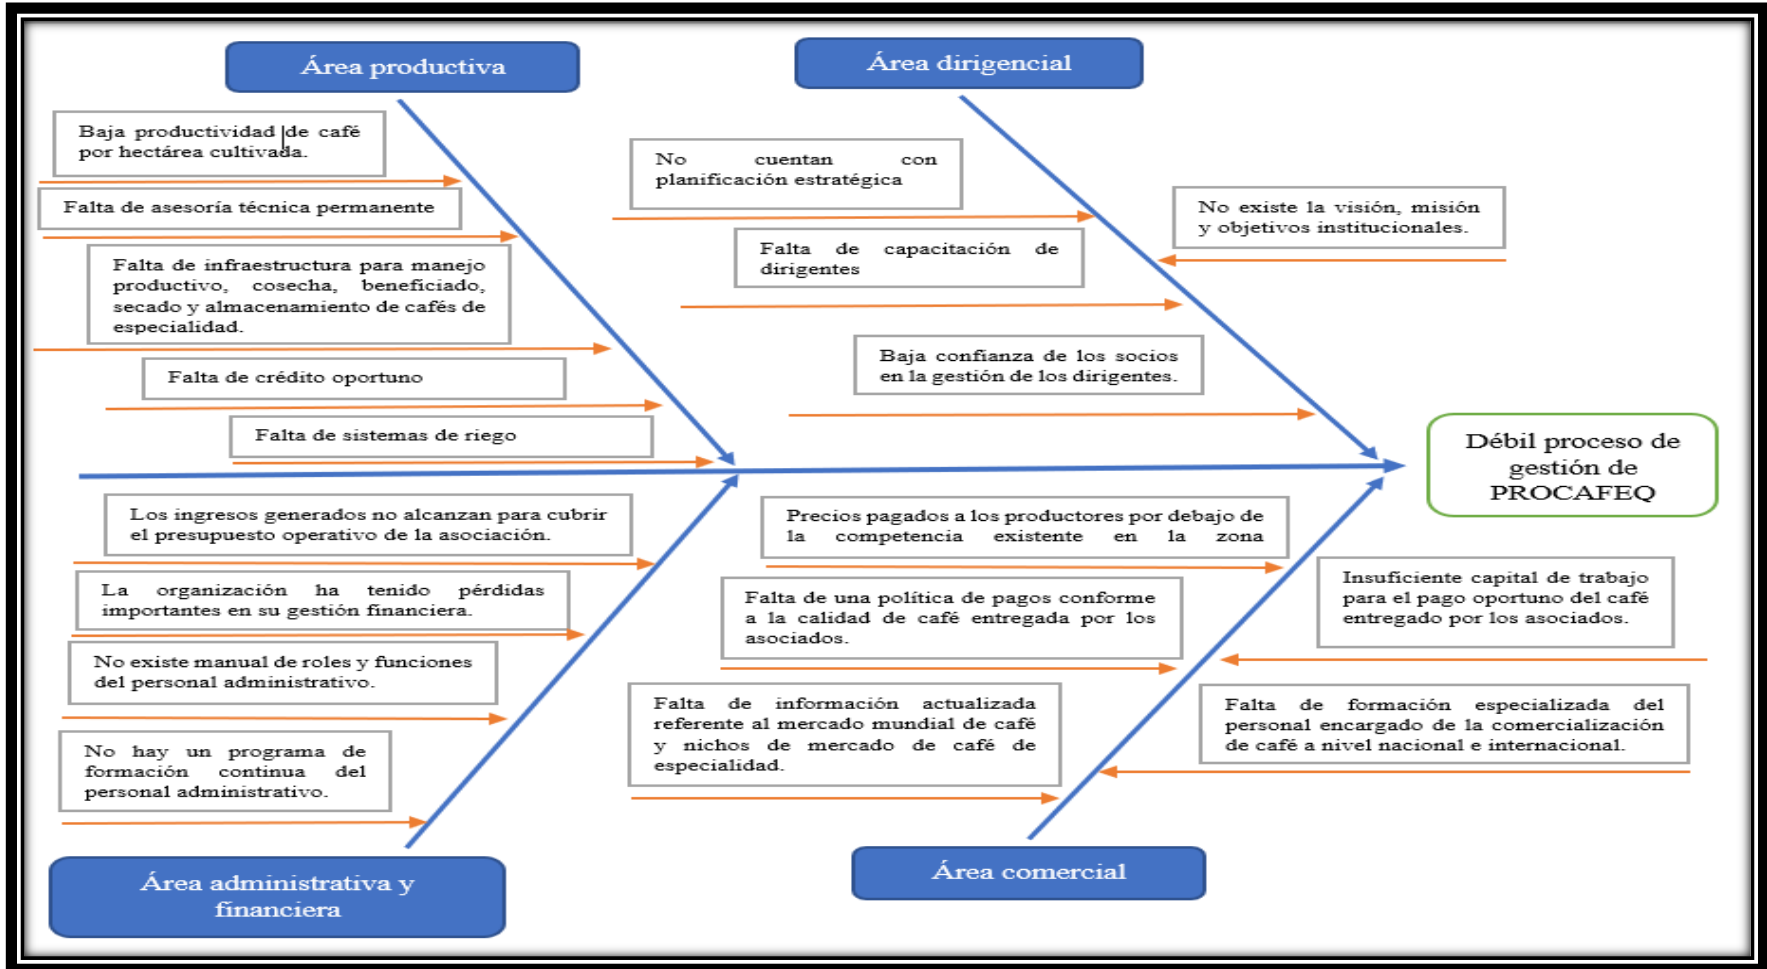 Área productiva
Baja productividad de café
por hectárea cultivada.
Falta de asesoría técnica permanente
Falta de infraestructura para manejo
productivo, cosecha, beneficiado,
secado y almacenamiento de cafés de
especialidad.
Falta de crédito oportuno
Falta de sistemas de riego
Área dirigencial
No cuentan con
planificación estratégica
Falta de capacitación de
dirigentes
Baja confianza de los socios
en la gestión de los dirigentes.
No existe la visión, misión
y objetivos institucionales.
Débil proceso de
gestión de
PROCAFEQ
Los ingresos generados no alcanzan para cubrir
el presupuesto operativo de la asociación.
La organización ha tenido pérdidas
importantes en su gestión financiera.
No existe manual de roles y funciones
del personal administrativo.
No hay un programa de
formación continua del
personal administrativo.
Área administrativa y
financiera
Precios pagados a los productores por debajo de
la competencia existente en la zona
Falta de una política de pagos conforme
a la calidad de café entregada por los
asociados.
Falta de información actualizada
referente al mercado mundial de café
y nichos de mercado de café de
especialidad.
Insuficiente capital de trabajo
para el pago oportuno del café
entregado por los asociados.
Falta de formación especializada del
personal encargado de la comercialización
de café a nivel nacional e internacional.
Área comercial